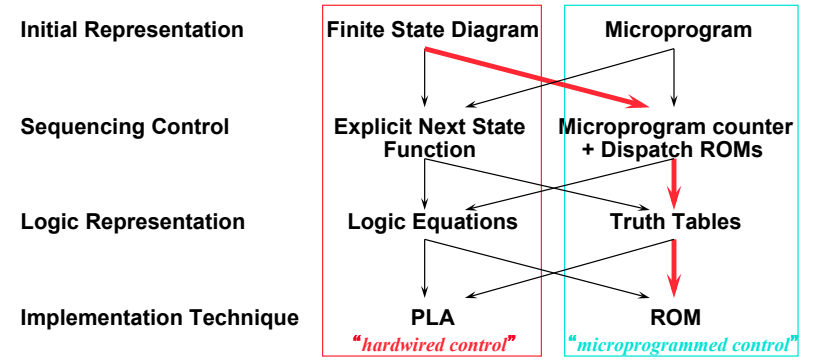 Initial Representation Finite State Diagram Microprogram
Sequencing Control Explicit Next State Microprogram counter
Function + Dispatch ROMs
Logic Representation Logic Equations Truth Tables
Implementation Technique PLA ROM
“hardwired control” “microprogrammed control”